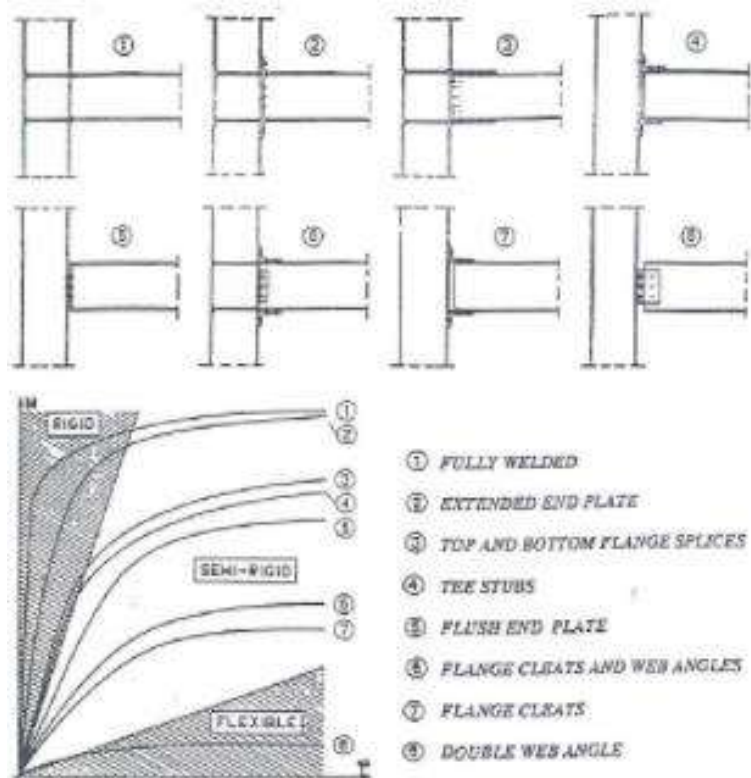 ① ② ③ ④
⑤ ⑥ ⑦ ⑧
M
RIGID
①
②
③
④
⑤
SEMI-RIGID
⑥
⑦
FLEXIBLE
⑧
① FULLY WELDED
② EXTENDED END PLATE
③ TOP AND BOTTOM FLANGE SPLICES
④ TEE STUBS
⑤ FLUSH END PLATE
⑥ FLANGE CLEATS AND WEB ANGLES
⑦ FLANGE CLEATS
⑧ DOUBLE WEB ANGLE